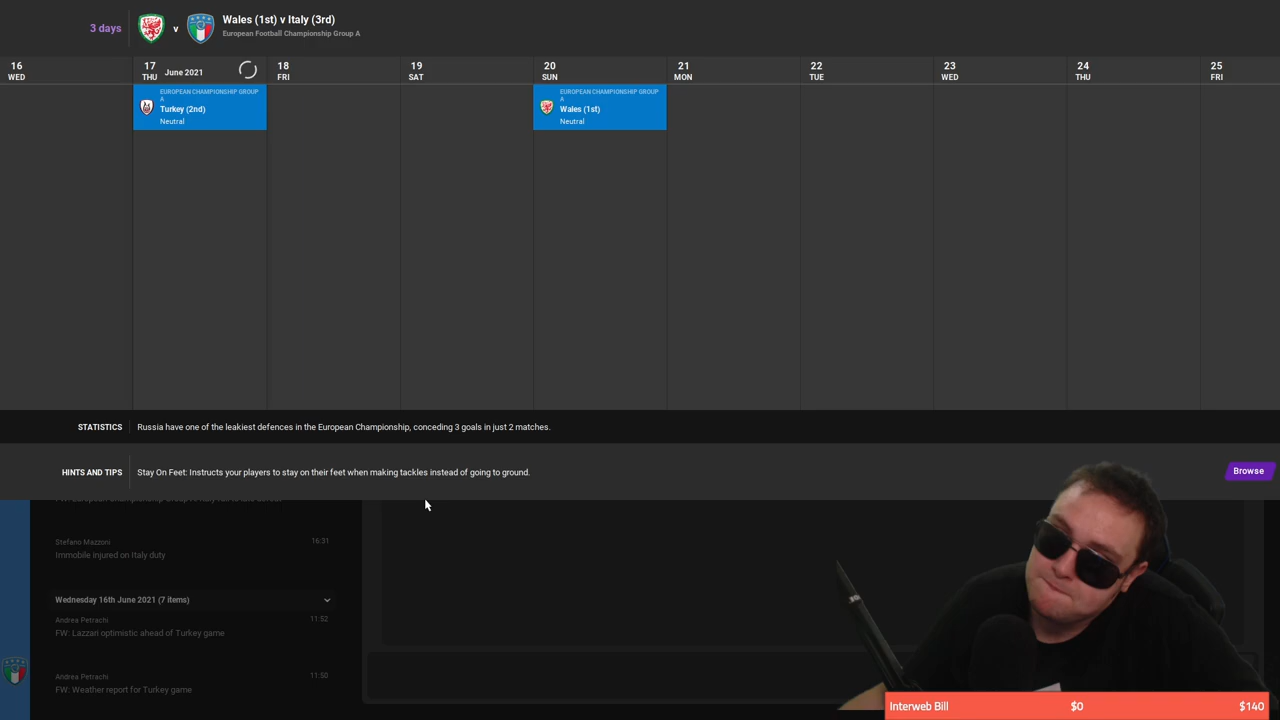 3 days
v
Wales (1st) v Italy (3rd)
European Football Championship Group A
16
WED
17
THU
June 2021
18
FRI
19
SAT
20
SUN
21
MON
22
TUE
23
WED
24
THU
25
FRI
EUROPEAN CHAMPIONSHIP GROUP
A
Turkey (2nd)
Neutral
EUROPEAN CHAMPIONSHIP GROUP
A
Wales (1st)
Neutral
STATISTICS
Russia have one of the leakiest defences in the European Championship, conceding 3 goals in just 2 matches.
HINTS AND TIPS
Stay On Feet: Instructs your players to stay on their feet when making tackles instead of going to ground.
Browse
Stefano Mazzoni
16:31
Immobile injured on Italy duty
Wednesday 16th June 2021 (7 items)
Andrea Petrachi
11:52
FW: Lazzari optimistic ahead of Turkey game
Andrea Petrachi
11:50
FW: Weather report for Turkey game
Interweb Bill
$0
$140